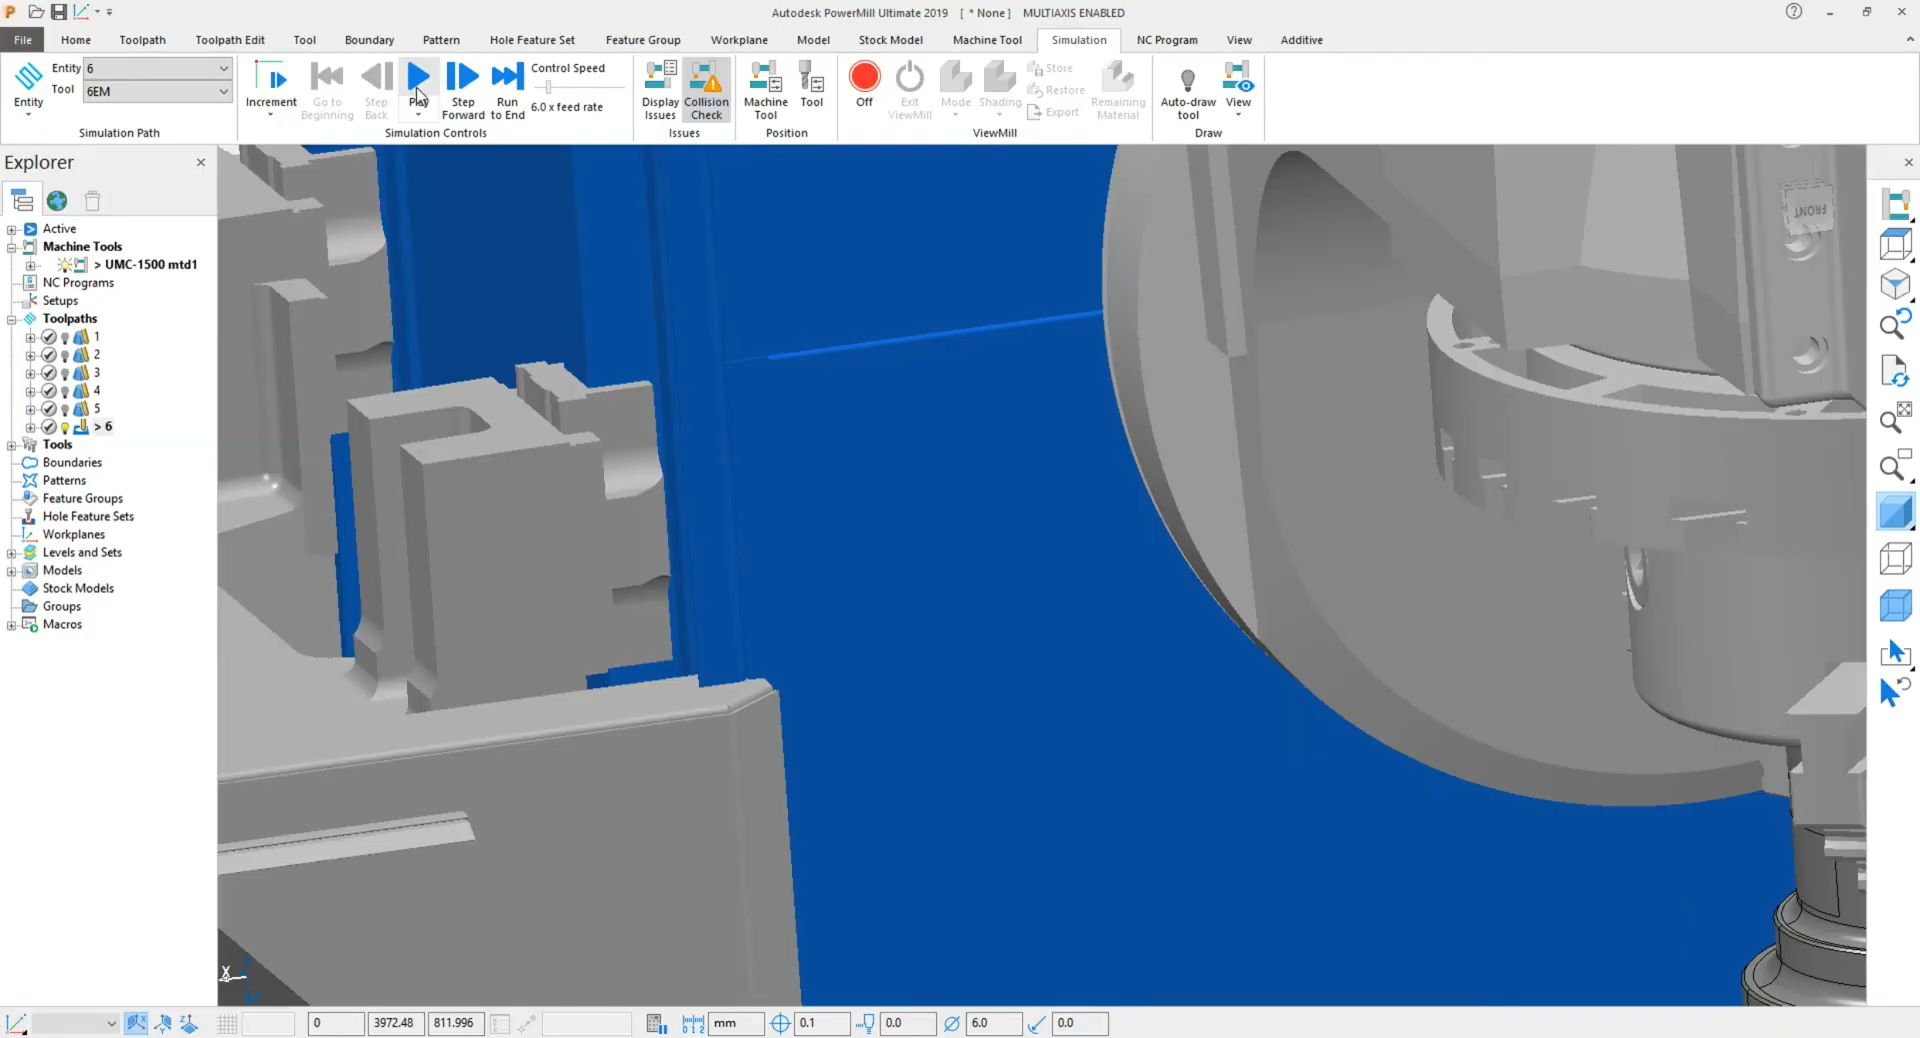 Autodesk PowerMill Ultimate 2019 [ * None ] MULTIAXIS ENABLED
File Home Toolpath Toolpath Edit Tool Boundary Pattern Hole Feature Set Feature Group Workplane Model Stock Model Machine Tool Simulation NC Program View Additive
Entity
Entity 6
Tool 6EM
Simulation Path
Increment
Go to Beginning
Step Back
Play
Step Forward
Run to End
Control Speed
6.0 x feed rate
Simulation Controls
Display Issues
Collision Check
Issues
Machine Tool
Tool
Position
Off
Exit ViewMill
Mode
Shading
Store
Restore
Export
Remaining Material
ViewMill
Auto-draw tool
View
Draw
Explorer
Active
Machine Tools
> UMC-1500 mtd1
NC Programs
Setups
Toolpaths
1
2
3
4
5
> 6
Tools
Boundaries
Patterns
Feature Groups
Hole Feature Sets
Workplanes
Levels and Sets
Models
Stock Models
Groups
Macros
FRONT
X
0 3972.48 811.996 mm 0.1 0.0 6.0 0.0